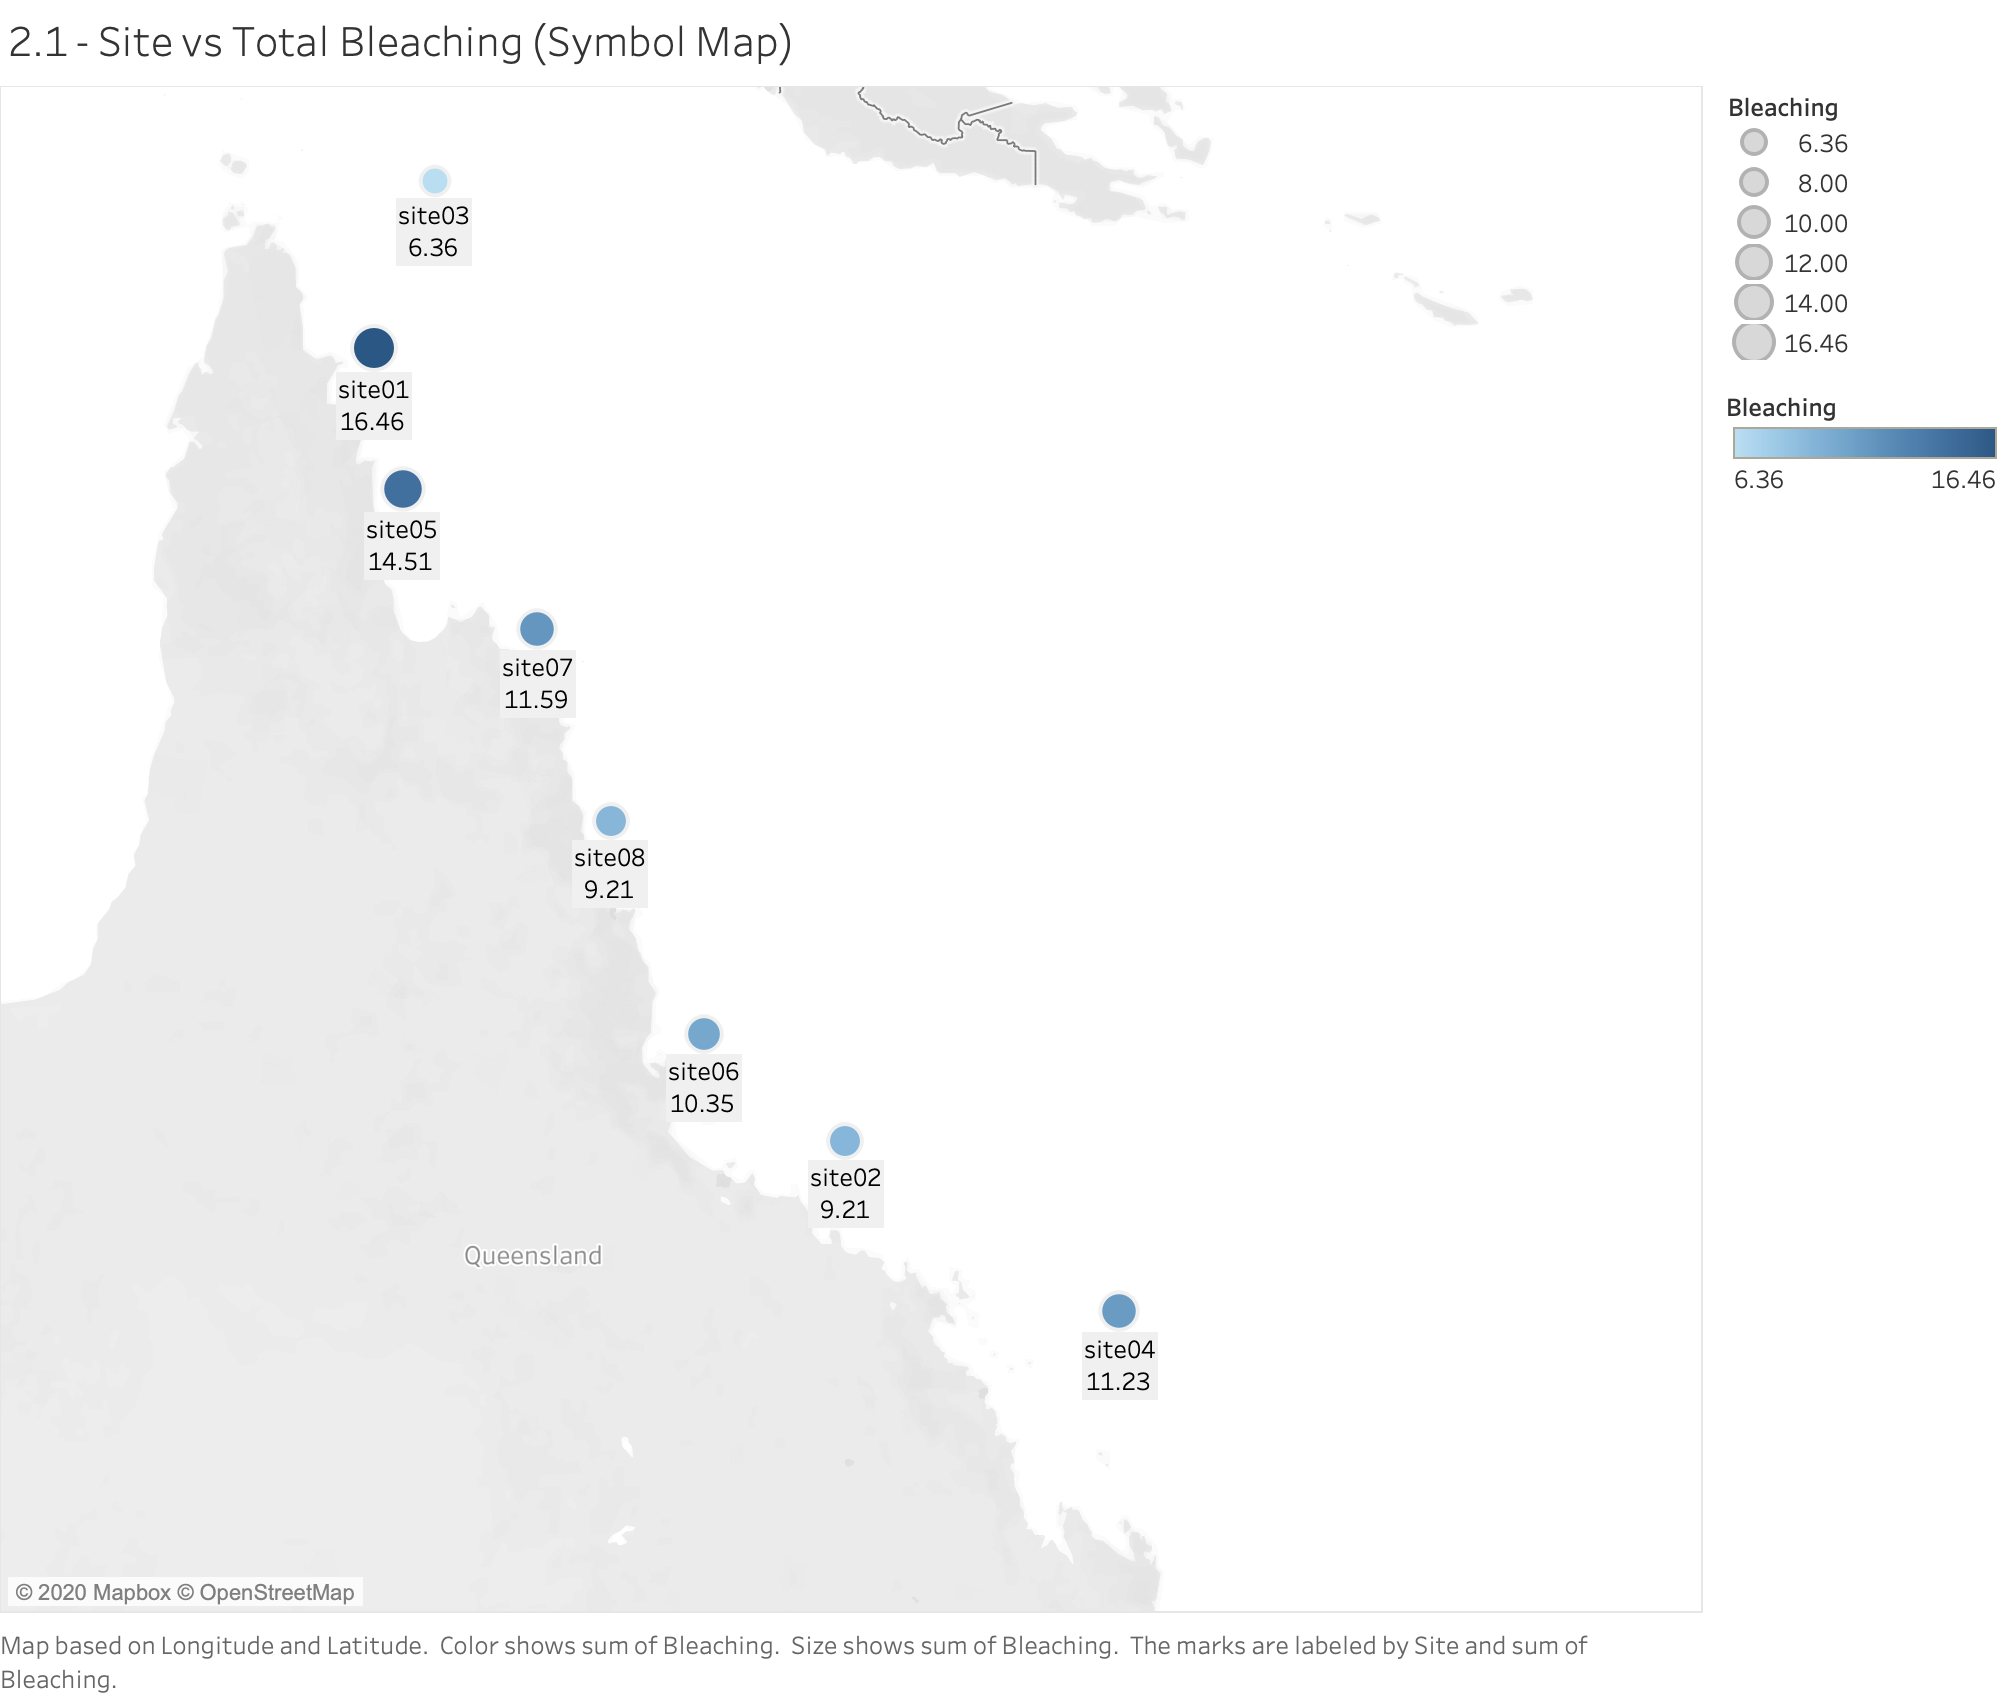 2.1 - Site vs Total Bleaching (Symbol Map)
site03
6.36
site01
16.46
site05
14.51
site07
11.59
site08
9.21
site06
10.35
site02
9.21
Queensland
site04
11.23
© 2020 Mapbox © OpenStreetMap
Bleaching
6.36
8.00
10.00
12.00
14.00
16.46
Bleaching
6.36 16.46
Map based on Longitude and Latitude.  Color shows sum of Bleaching.  Size shows sum of Bleaching.  The marks are labeled by Site and sum of
Bleaching.